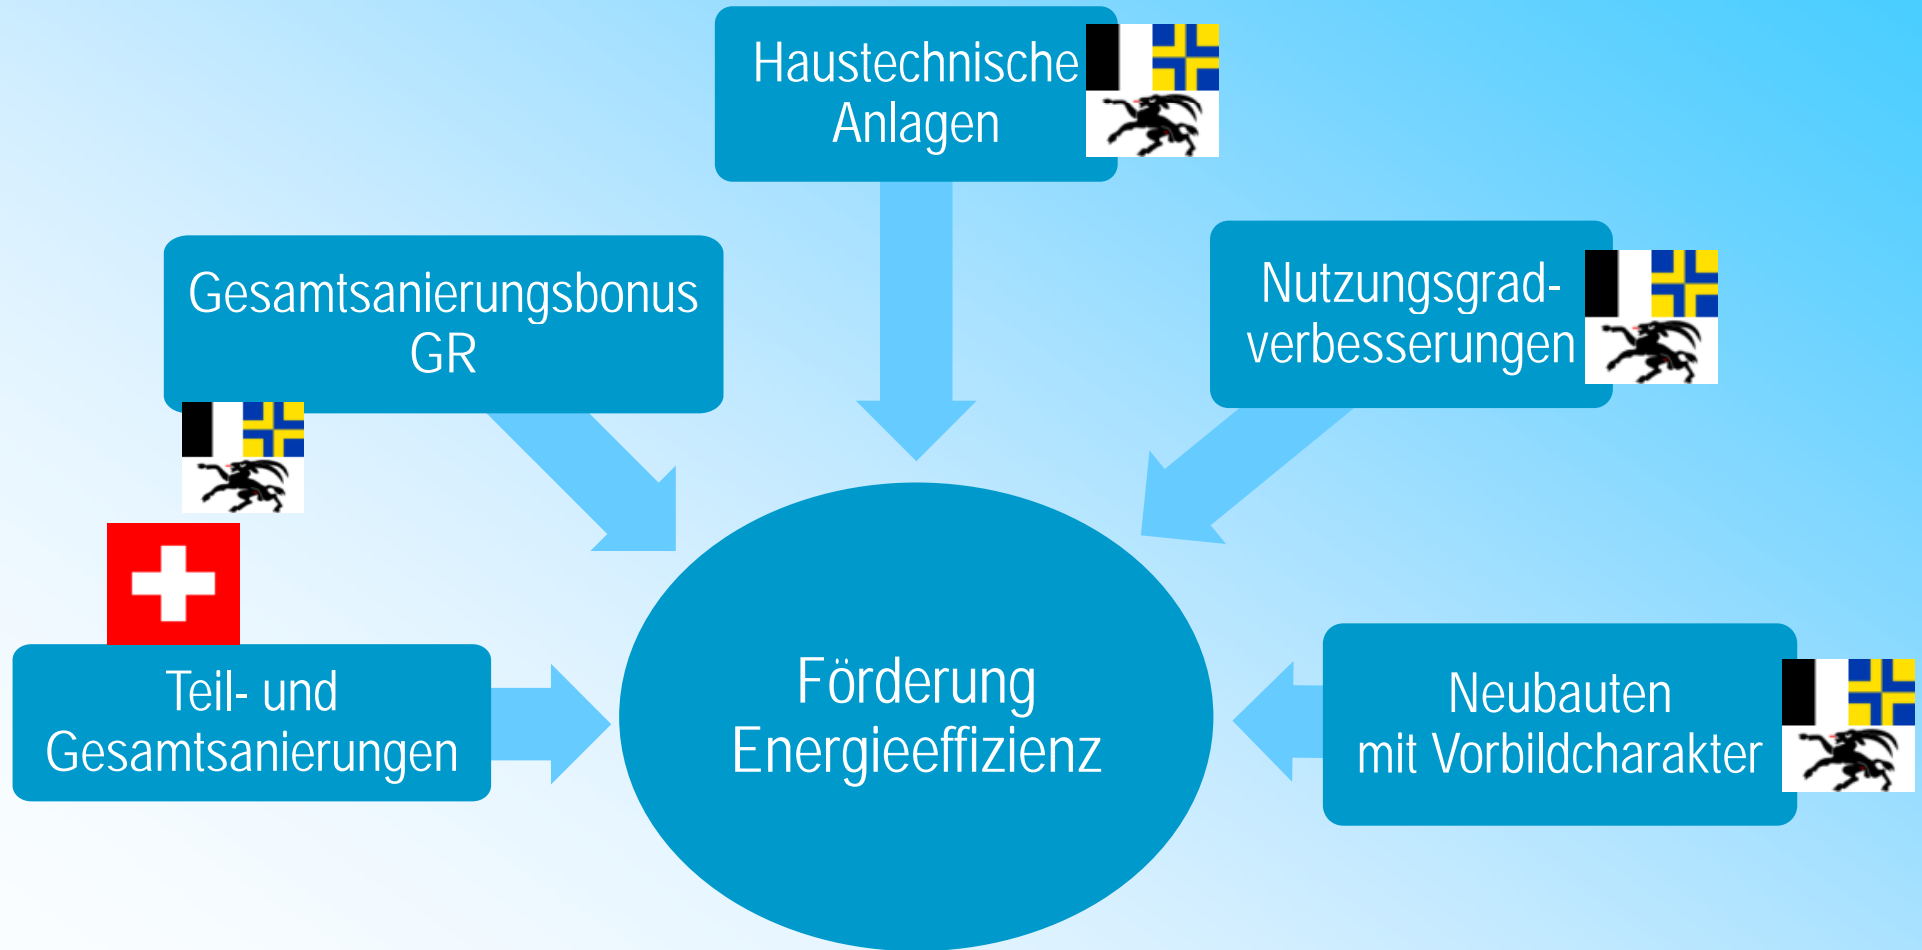 Haustechnische
Anlagen
Gesamtsanierungsbonus
GR
Nutzungsgrad-
verbesserungen
Teil- und
Gesamtsanierungen
Förderung
Energieeffizienz
Neubauten
mit Vorbildcharakter